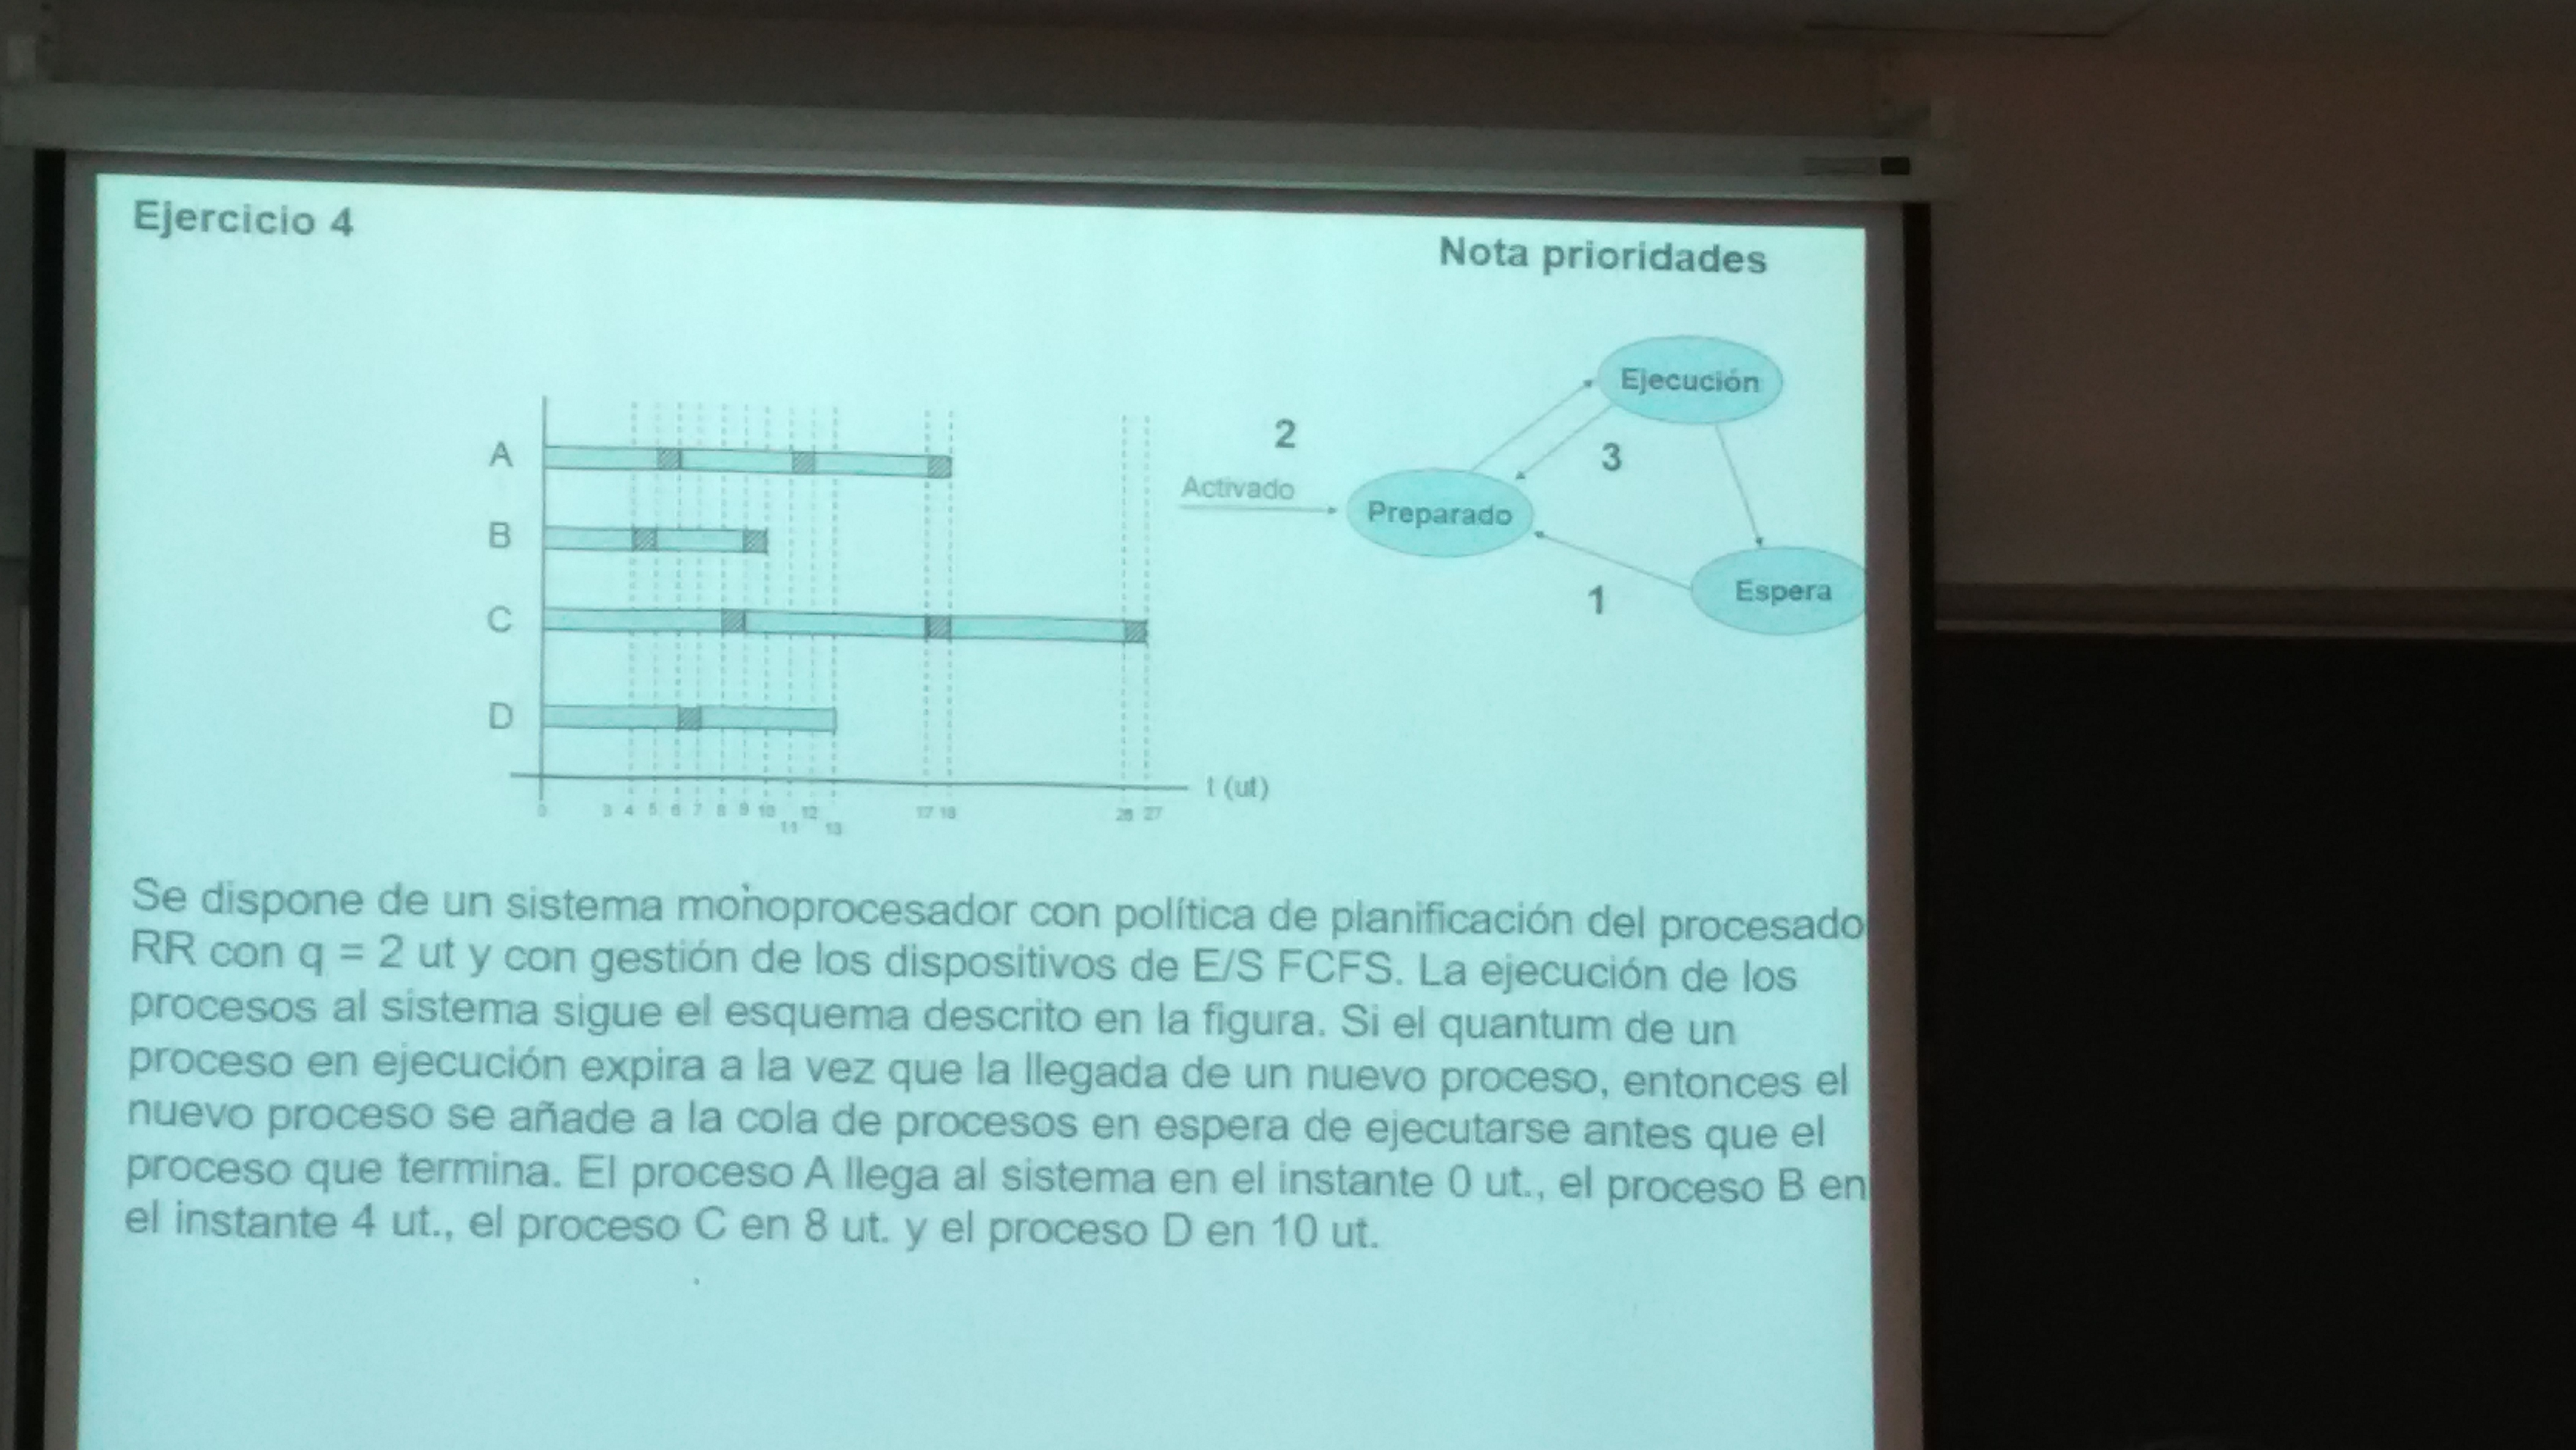 Ejercicio 4
Nota prioridades
Ejecución
2
3
Activado
Preparado
Espera
1
A
B
C
D
t (ut)
0 3 4 5 6 7 8 9 10 11 12 13 17 18 26 27
Se dispone de un sistema monoprocesador con política de planificación del procesado
RR con q = 2 ut y con gestión de los dispositivos de E/S FCFS. La ejecución de los
procesos al sistema sigue el esquema descrito en la figura. Si el quantum de un
proceso en ejecución expira a la vez que la llegada de un nuevo proceso, entonces el
nuevo proceso se añade a la cola de procesos en espera de ejecutarse antes que el
proceso que termina. El proceso A llega al sistema en el instante 0 ut., el proceso B en
el instante 4 ut., el proceso C en 8 ut. y el proceso D en 10 ut.